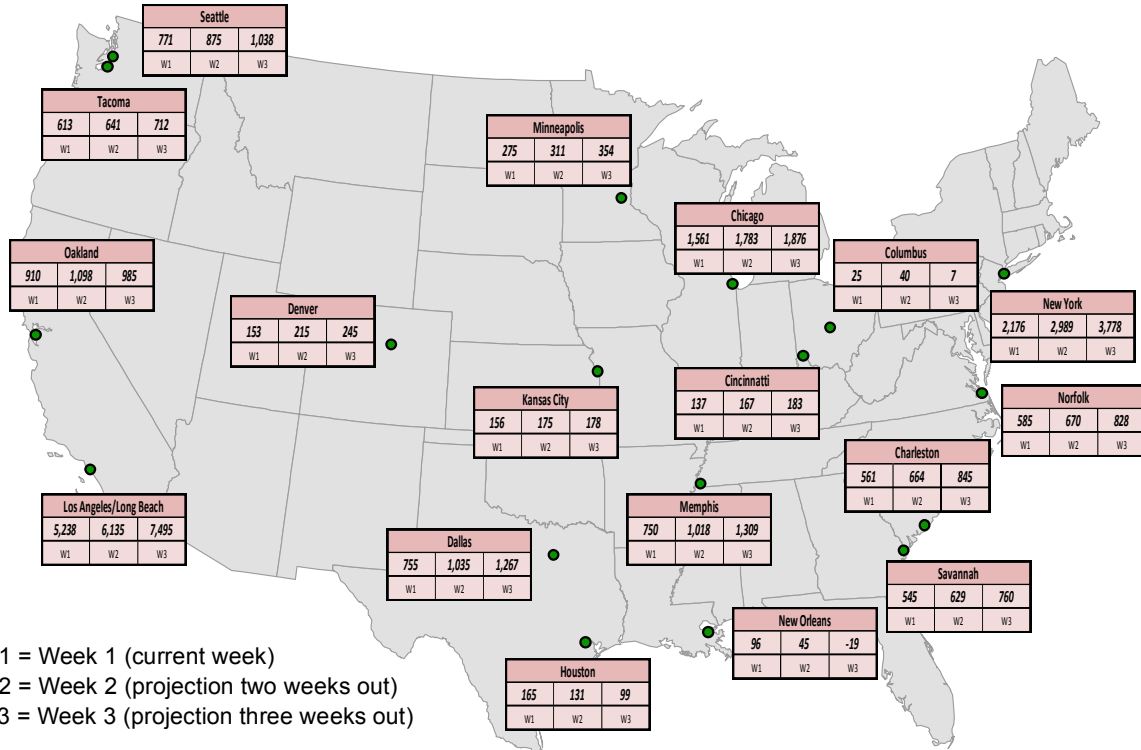 Seattle
771 875 1,038
W1 W2 W3
Tacoma
613 641 712
W1 W2 W3
Minneapolis
275 311 354
W1 W2 W3
Chicago
1,561 1,783 1,876
W1 W2 W3
Oakland
910 1,098 985
W1 W2 W3
Columbus
25 40 7
W1 W2 W3
Denver
153 215 245
W1 W2 W3
New York
2,176 2,989 3,778
W1 W2 W3
Cincinnatti
137 167 183
W1 W2 W3
Kansas City
156 175 178
W1 W2 W3
Norfolk
585 670 828
W1 W2 W3
Charleston
561 664 845
W1 W2 W3
Los Angeles/Long Beach
5,238 6,135 7,495
W1 W2 W3
Memphis
750 1,018 1,309
W1 W2 W3
Dallas
755 1,035 1,267
W1 W2 W3
Savannah
545 629 760
W1 W2 W3
New Orleans
96 45 -19
W1 W2 W3
Houston
165 131 99
W1 W2 W3
1 = Week 1 (current week)
2 = Week 2 (projection two weeks out)
3 = Week 3 (projection three weeks out)